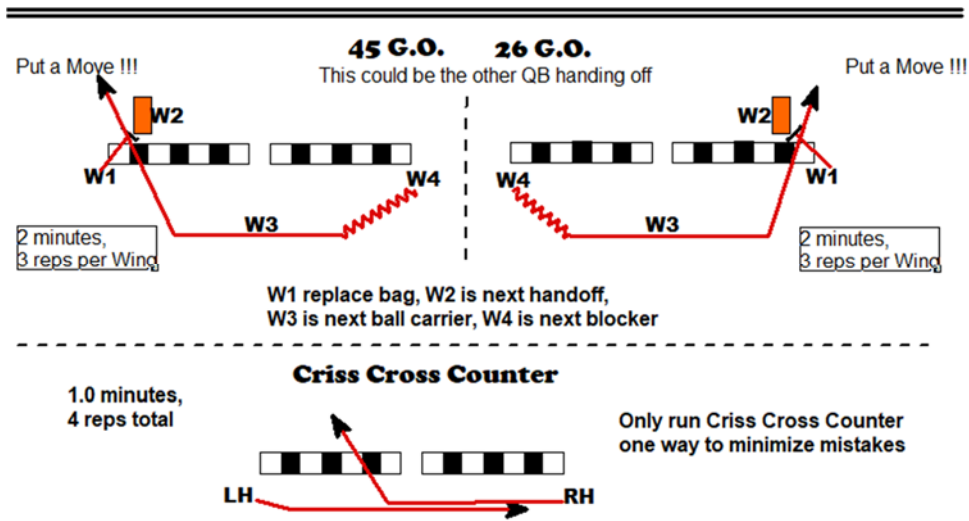 45 G.O.
26 G.O.
Put a Move !!!
This could be the other QB handing off
Put a Move !!!
W2
W2
W1
W4
W4
W1
W3
W3
2 minutes,
3 reps per Wing
2 minutes,
3 reps per Wing
W1 replace bag, W2 is next handoff,
W3 is next ball carrier, W4 is next blocker
Criss Cross Counter
1.0 minutes,
4 reps total
Only run Criss Cross Counter
one way to minimize mistakes
LH
RH